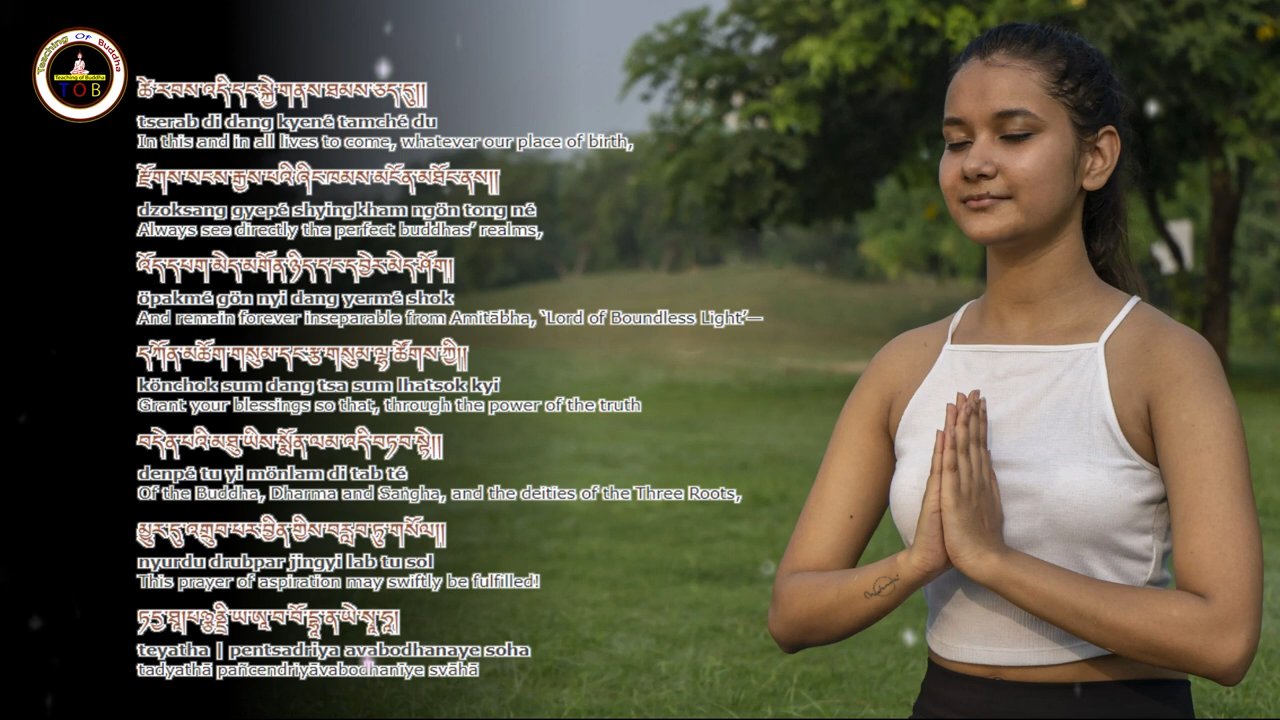 Teaching Of Buddha
Teaching of Buddha
TOB
ཚེ་རབས་འདི་དང་སྐྱེ་གནས་ཐམས་ཅད་དུ།།
tserab di dang kyené tamché du
In this and in all lives to come, whatever our place of birth,
རྫོགས་སངས་རྒྱས་པའི་ཞིང་ཁམས་མངོན་མཐོང་ནས།།
dzoksang gyepé shyingkham ngön tong né
Always see directly the perfect buddhas’ realms,
འོད་དཔག་མེད་མགོན་ཉིད་དང་དབྱེར་མེད་ཤོག།
öpakmé gön nyi dang yermé shok
And remain forever inseparable from Amitābha, ‘Lord of Boundless Light’—
ད་ཀོན་མཆོག་གསུམ་དང་རྩ་གསུམ་ལྷ་ཚོགས་ཀྱི།།
könchok sum dang tsa sum lhatsok kyi
Grant your blessings so that, through the power of the truth
བདེན་པའི་མཐུ་ཡིས་སྨོན་ལམ་འདི་བཏབ་སྟེ།།
denpé tu yi mönlam di tab té
Of the Buddha, Dharma and Saṅgha, and the deities of the Three Roots,
མྱུར་དུ་འགྲུབ་པར་བྱིན་གྱིས་བརླབ་ཏུ་གསོལ།།
nyurdu drubpar jingyi lab tu sol
This prayer of aspiration may swiftly be fulfilled!
teyatha | pentsadriya avabodhanaye soha
tadyathā pañcendriyāvabodhanīye svāhā